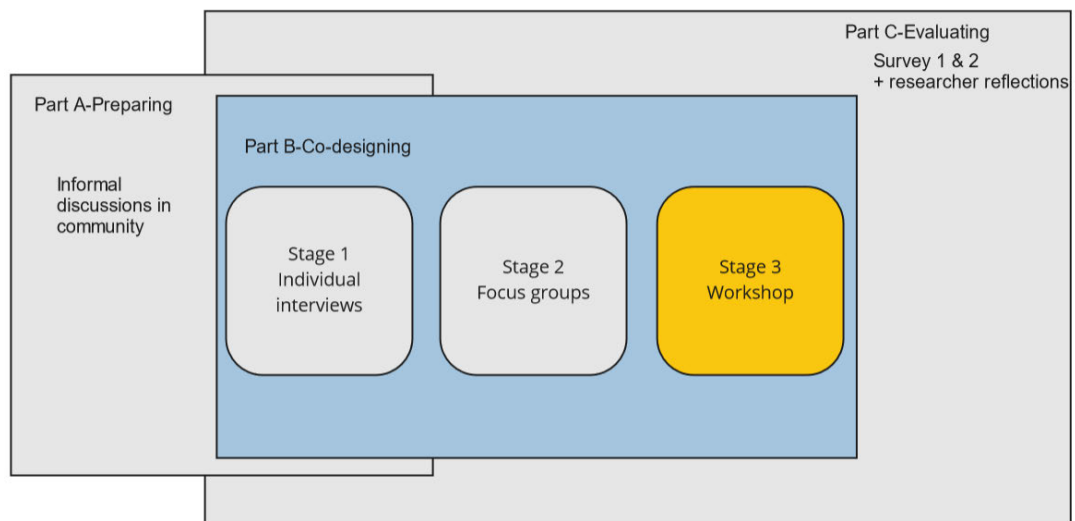 Part C-Evaluating
Survey 1 & 2
+ researcher reflections
Part A-Preparing
Informal
discussions in
community
Part B-Co-designing
Stage 1
Individual
interviews
Stage 2
Focus groups
Stage 3
Workshop